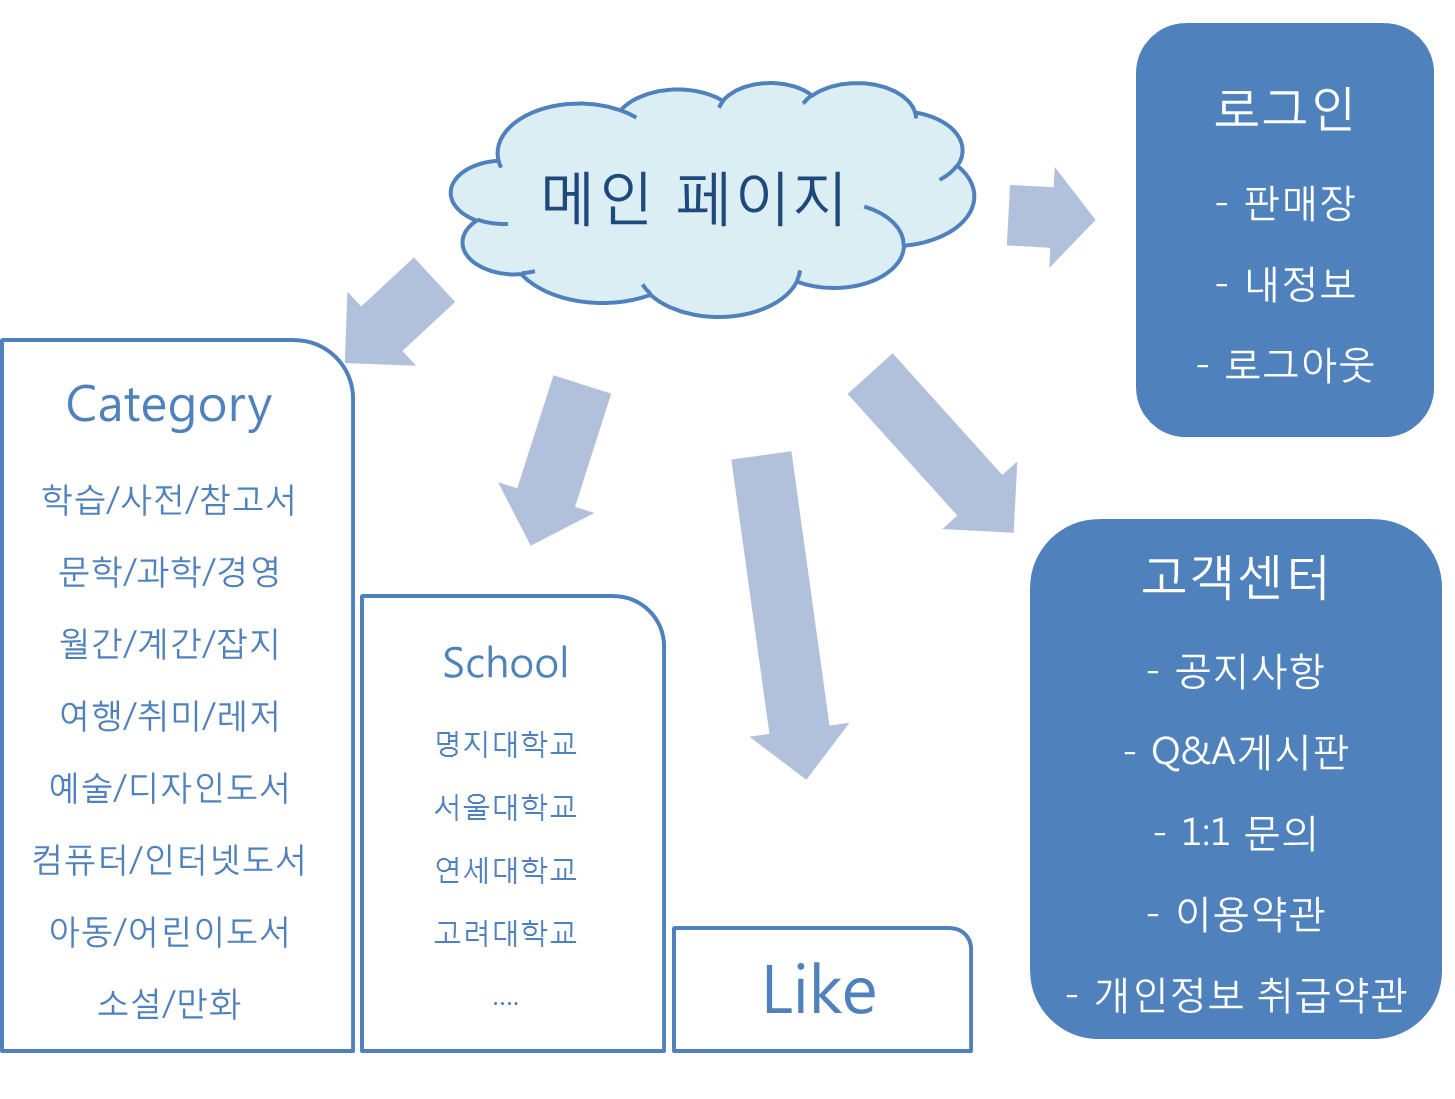 메인 페이지
로그인
- 판매장
- 내정보
- 로그아웃
Category
학습/사전/참고서
문학/과학/경영
월간/계간/잡지
여행/취미/레저
예술/디자인도서
컴퓨터/인터넷도서
아동/어린이도서
소설/만화
School
명지대학교
서울대학교
연세대학교
고려대학교
....
Like
고객센터
- 공지사항
- Q&A게시판
- 1:1 문의
- 이용약관
- 개인정보 취급약관